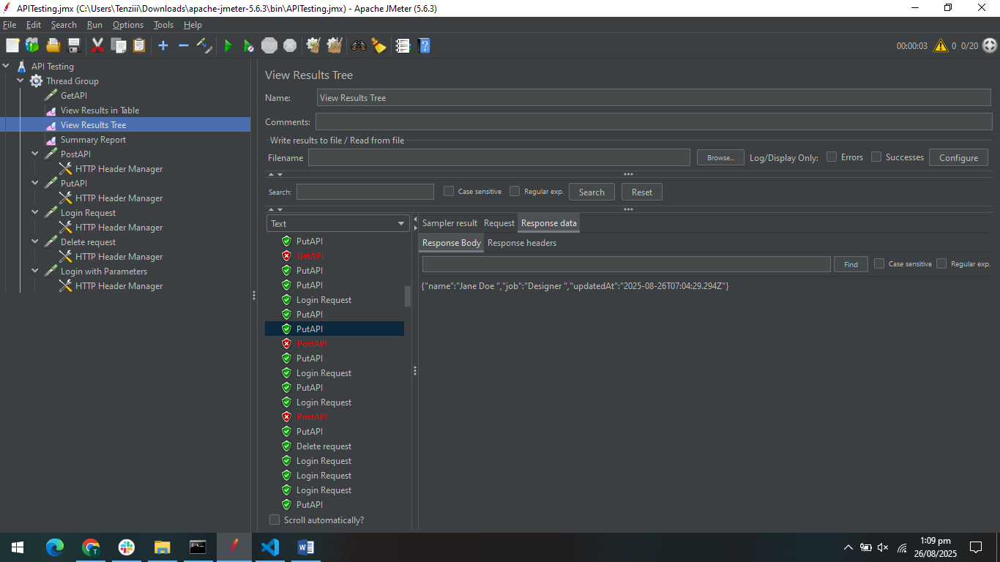 APITesting.jmx (C:\Users\Tenziii\Downloads\apache-jmeter-5.6.3\bin\APITesting.jmx) - Apache JMeter (5.6.3)
File Edit Search Run Options Tools Help
STOP
00:00:03 0 0/20
API Testing
Thread Group
GetAPI
View Results in Table
View Results Tree
Summary Report
PostAPI
HTTP Header Manager
PutAPI
HTTP Header Manager
Login Request
HTTP Header Manager
Delete request
HTTP Header Manager
Login with Parameters
HTTP Header Manager
View Results Tree
Name: View Results Tree
Comments:
Write results to file / Read from file
Filename Browse... Log/Display Only: Errors Successes Configure
Search: Case sensitive Regular exp. Search Reset
Text
PutAPI
GetAPI
PutAPI
PutAPI
Login Request
PutAPI
PutAPI
PostAPI
PutAPI
Login Request
PutAPI
Login Request
PostAPI
PutAPI
Delete request
Login Request
Login Request
Login Request
PutAPI
Scroll automatically?
Sampler result Request Response data
Response Body Response headers
Find Case sensitive Regular exp.
{"name":"Jane Doe ","job":"Designer ","updatedAt":"2025-08-26T07:04:29.294Z"}
1:09 pm
26/08/2025